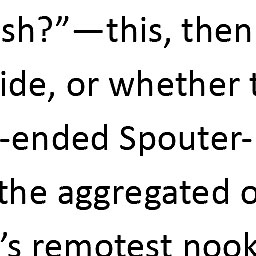 sh?”—this, then
ide, or whether t
-ended Spouter-
the aggregated o
’s remotest nook